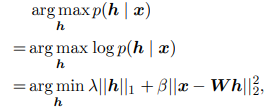 arg max p(h | x)
h
= arg max log p(h | x)
h
= arg min λ||h||₁ + β||x − Wh||₂²,
h